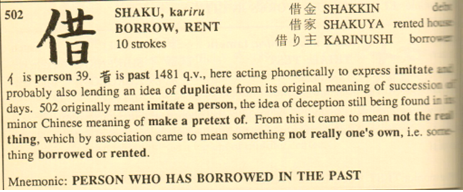 502
借
SHAKU, kariru
BORROW, RENT
10 strokes
借金 SHAKKIN debt
借家 SHAKUYA rented house
借り主 KARINUSHI borrower
亻 is person 39. 昔 is past 1481 q.v., here acting phonetically to express imitate and
probably also lending an idea of duplicate from its original meaning of succession of
days. 502 originally meant imitate a person, the idea of deception still being found in
minor Chinese meaning of make a pretext of. From this it came to mean not the real
thing, which by association came to mean something not really one's own, i.e. some-
thing borrowed or rented.
Mnemonic: PERSON WHO HAS BORROWED IN THE PAST